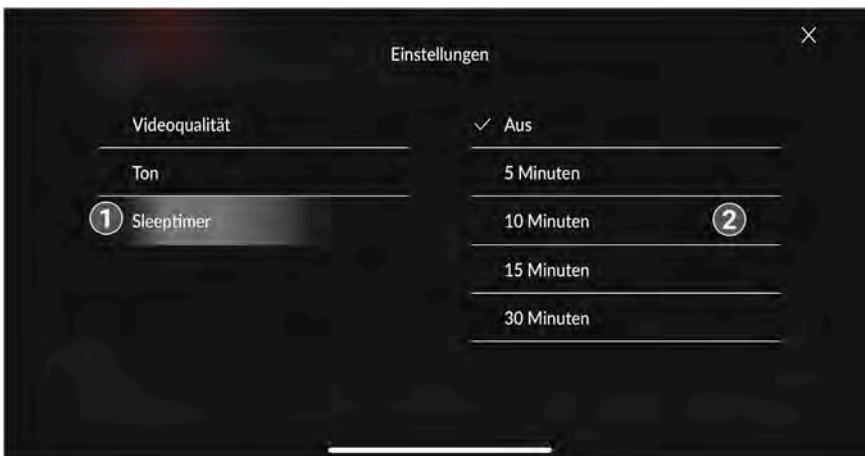 Einstellungen
Videoqualität
Ton
1 Sleeptimer
Aus
5 Minuten
10 Minuten 2
15 Minuten
30 Minuten